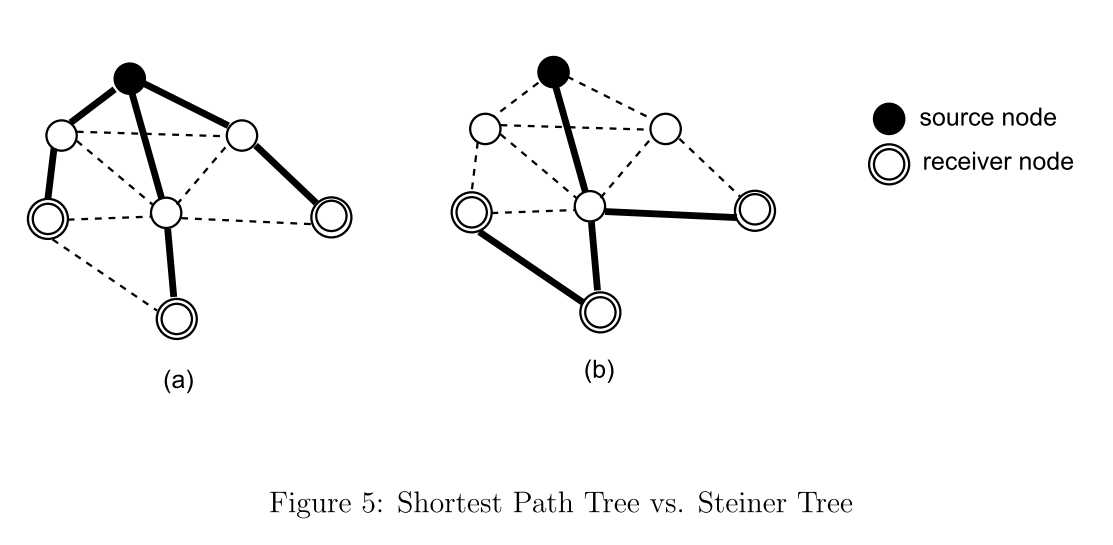 source node
receiver node
(a)
(b)
Figure 5: Shortest Path Tree vs. Steiner Tree